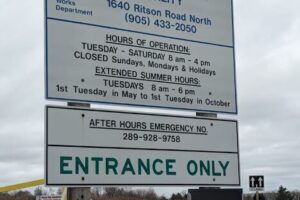 1640 Ritson Road North
Works
Department
(905) 433-2050
HOURS OF OPERATION:
TUESDAY - SATURDAY 8 am - 4 pm
CLOSED Sundays, Mondays & Holidays
EXTENDED SUMMER HOURS:
TUESDAYS 8 am - 6 pm
1st Tuesday in May to 1st Tuesday in October
AFTER HOURS EMERGENCY NO.
289-928-9758
ENTRANCE ONLY